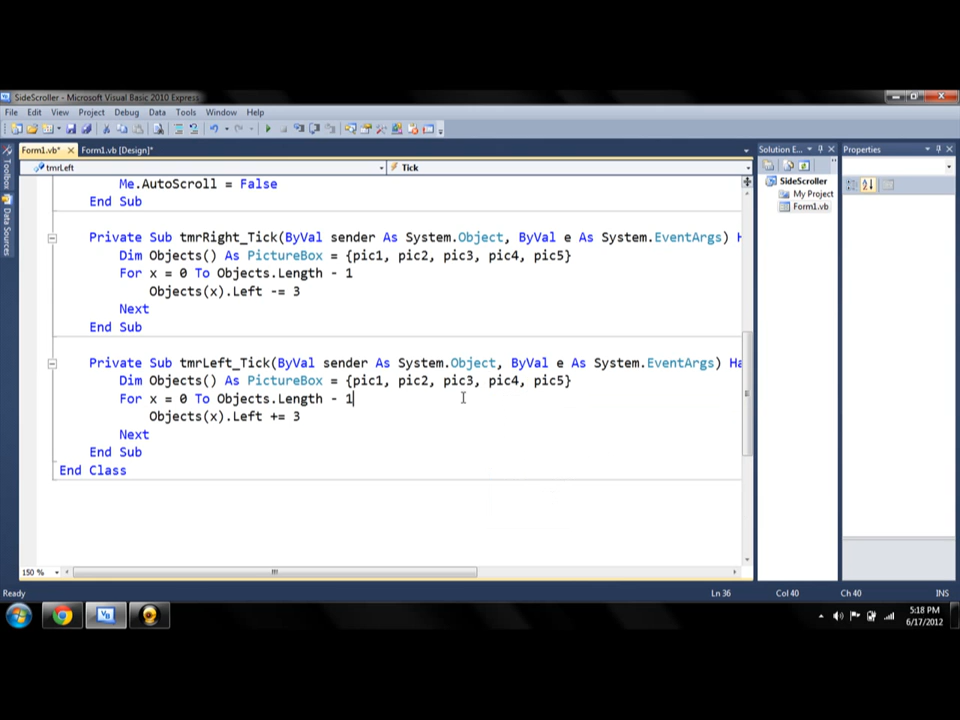 SideScroller - Microsoft Visual Basic 2010 Express
File Edit View Project Debug Data Tools Window Help
Form1.vb* Form1.vb [Design]*
Solution E... Properties
tmrLeft Tick
Toolbox
Data Sources
SideScroller
My Project
Form1.vb
Me.AutoScroll = False
End Sub
Private Sub tmrRight_Tick(ByVal sender As System.Object, ByVal e As System.EventArgs) H
Dim Objects() As PictureBox = {pic1, pic2, pic3, pic4, pic5}
For x = 0 To Objects.Length - 1
Objects(x).Left -= 3
Next
End Sub
Private Sub tmrLeft_Tick(ByVal sender As System.Object, ByVal e As System.EventArgs) Ha
Dim Objects() As PictureBox = {pic1, pic2, pic3, pic4, pic5}
For x = 0 To Objects.Length - 1
Objects(x).Left += 3
Next
End Sub
End Class
150 %
Ready Ln 36 Col 40 Ch 40 INS
5:18 PM
6/17/2012